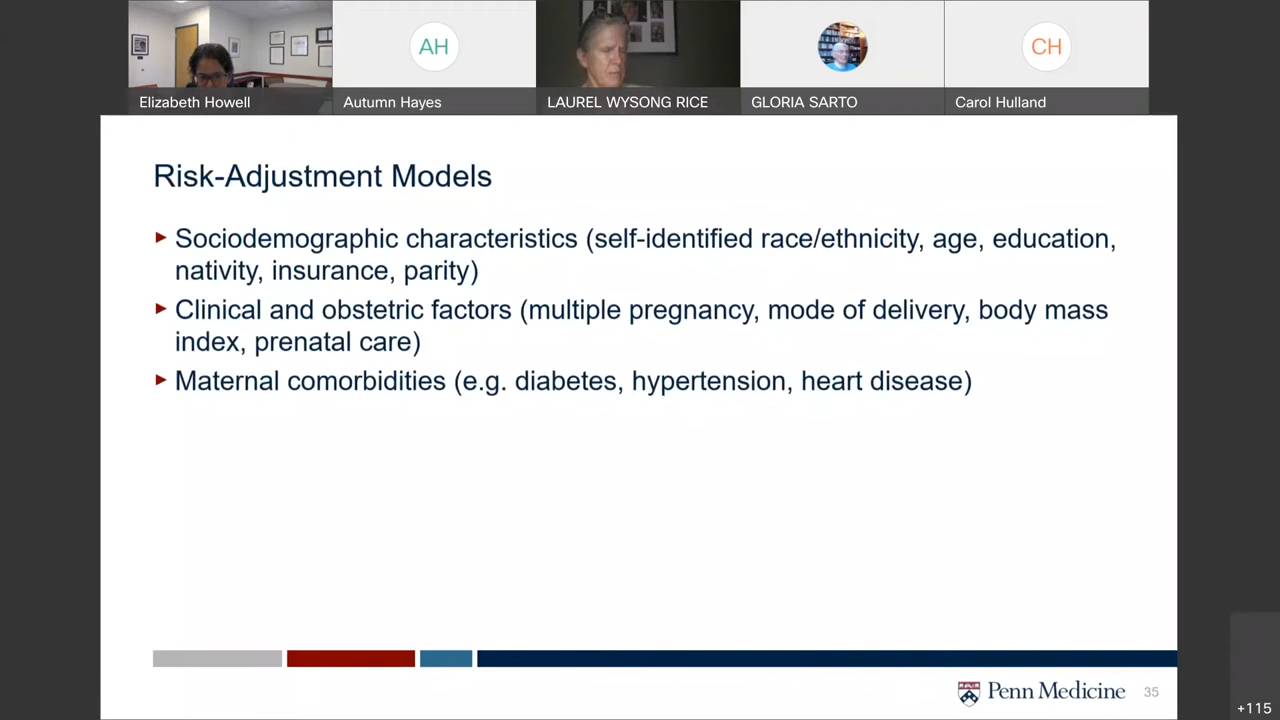 AH
CH
Elizabeth Howell
Autumn Hayes
LAUREL WYSONG RICE
GLORIA SARTO
Carol Hulland
Risk-Adjustment Models
Sociodemographic characteristics (self-identified race/ethnicity, age, education,
nativity, insurance, parity)
Clinical and obstetric factors (multiple pregnancy, mode of delivery, body mass
index, prenatal care)
Maternal comorbidities (e.g. diabetes, hypertension, heart disease)
Penn Medicine
35
+115